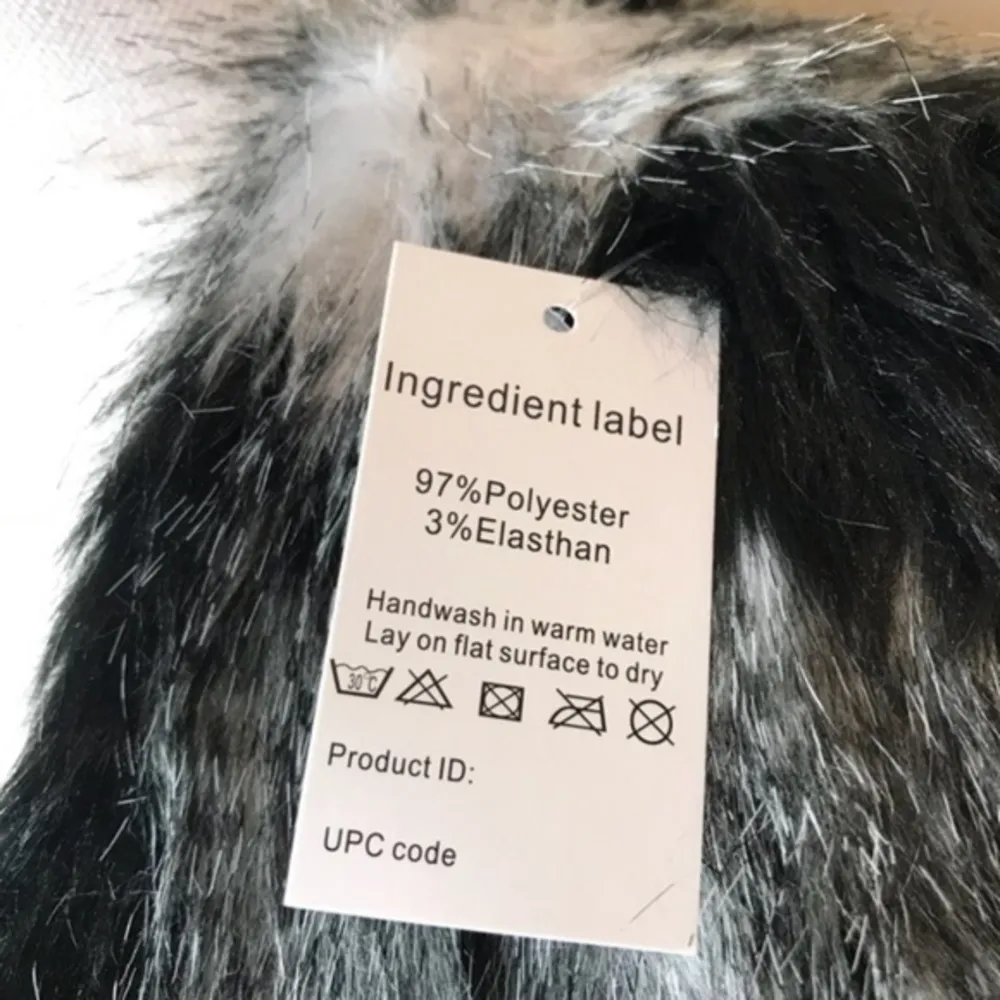 Ingredient label
97%Polyester
3%Elasthan
Handwash in warm water
Lay on flat surface to dry
30°C
Product ID:
UPC code